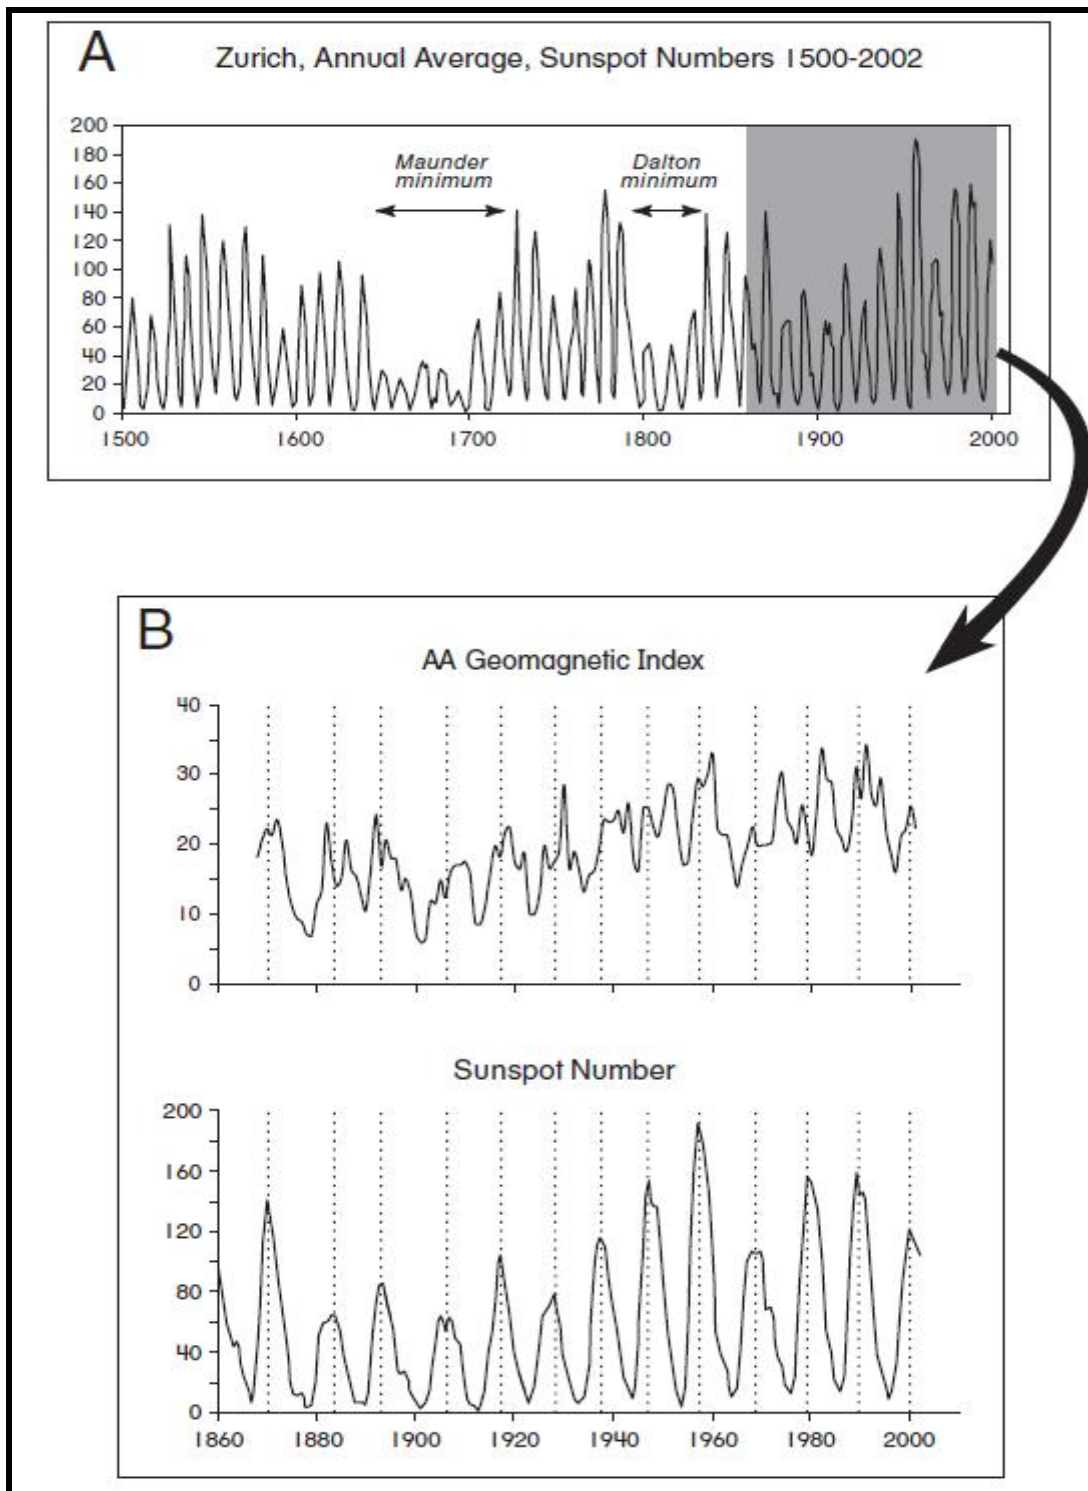 A
Zurich, Annual Average, Sunspot Numbers 1500-2002
200
180
160
140
120
100
80
60
40
20
0
Maunder
minimum
Dalton
minimum
1500 1600 1700 1800 1900 2000
B
AA Geomagnetic Index
40
30
20
10
0
Sunspot Number
200
160
120
80
40
0
1860 1880 1900 1920 1940 1960 1980 2000